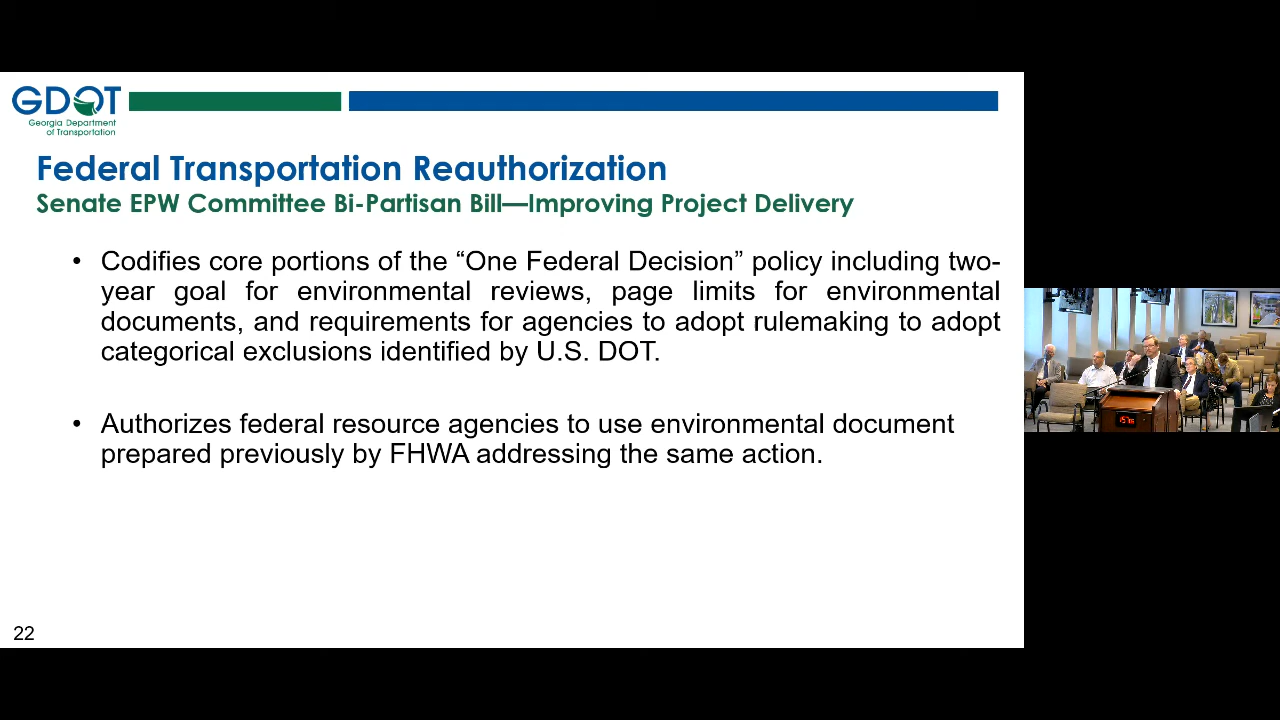 GDOT
Georgia Department
of Transportation
Federal Transportation Reauthorization
Senate EPW Committee Bi-Partisan Bill—Improving Project Delivery
• Codifies core portions of the “One Federal Decision” policy including two-
year goal for environmental reviews, page limits for environmental
documents, and requirements for agencies to adopt rulemaking to adopt
categorical exclusions identified by U.S. DOT.
• Authorizes federal resource agencies to use environmental document
prepared previously by FHWA addressing the same action.
22